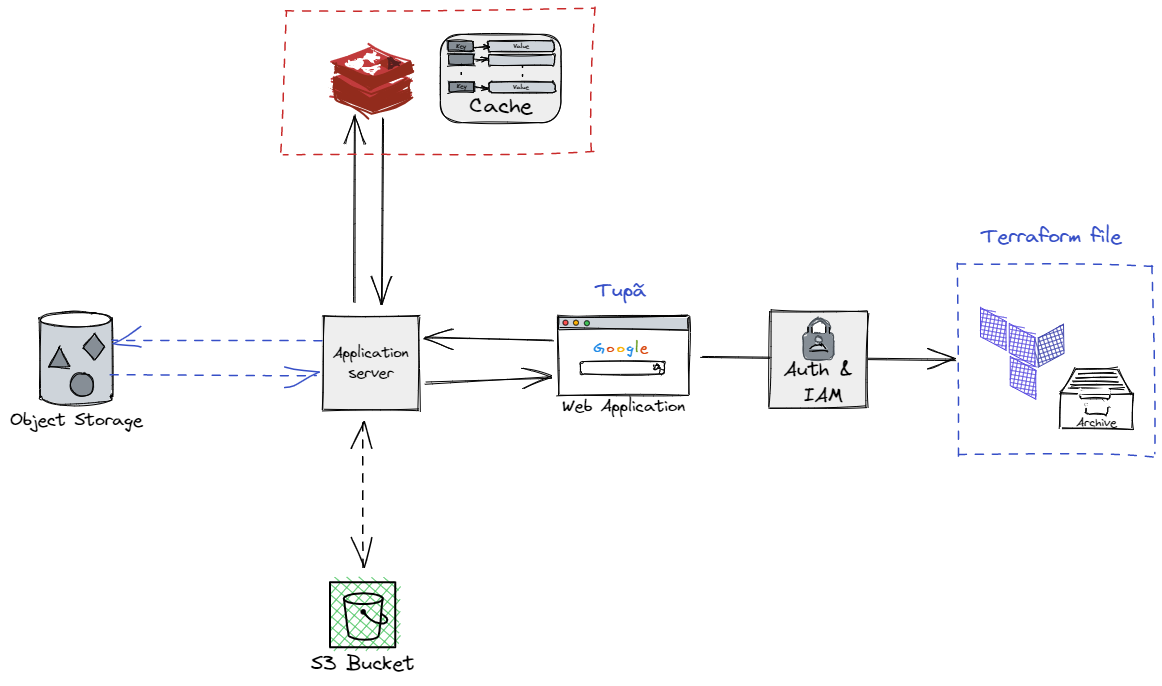 Key
Value
Key
Value
Cache
Terraform file
Tupã
Application
server
Google
Auth &
IAM
Web Application
Object Storage
Archive
S3 Bucket